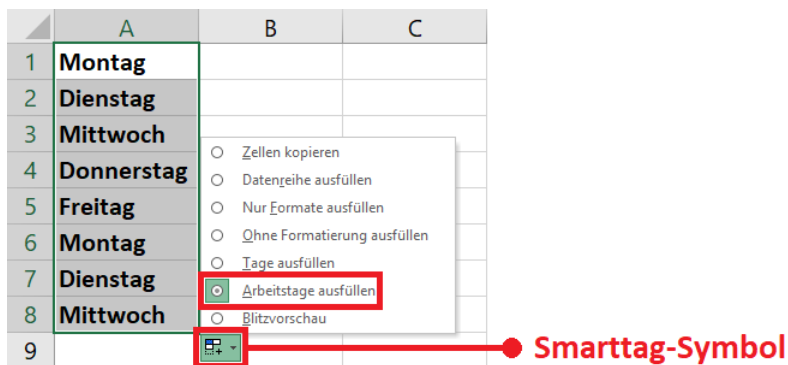 A B C
1 Montag
2 Dienstag
3 Mittwoch
4 Donnerstag
5 Freitag
6 Montag
7 Dienstag
8 Mittwoch
9
Zellen kopieren
Datenreihe ausfüllen
Nur Formate ausfüllen
Ohne Formatierung ausfüllen
Tage ausfüllen
Arbeitstage ausfüllen
Blitzvorschau
Smarttag-Symbol